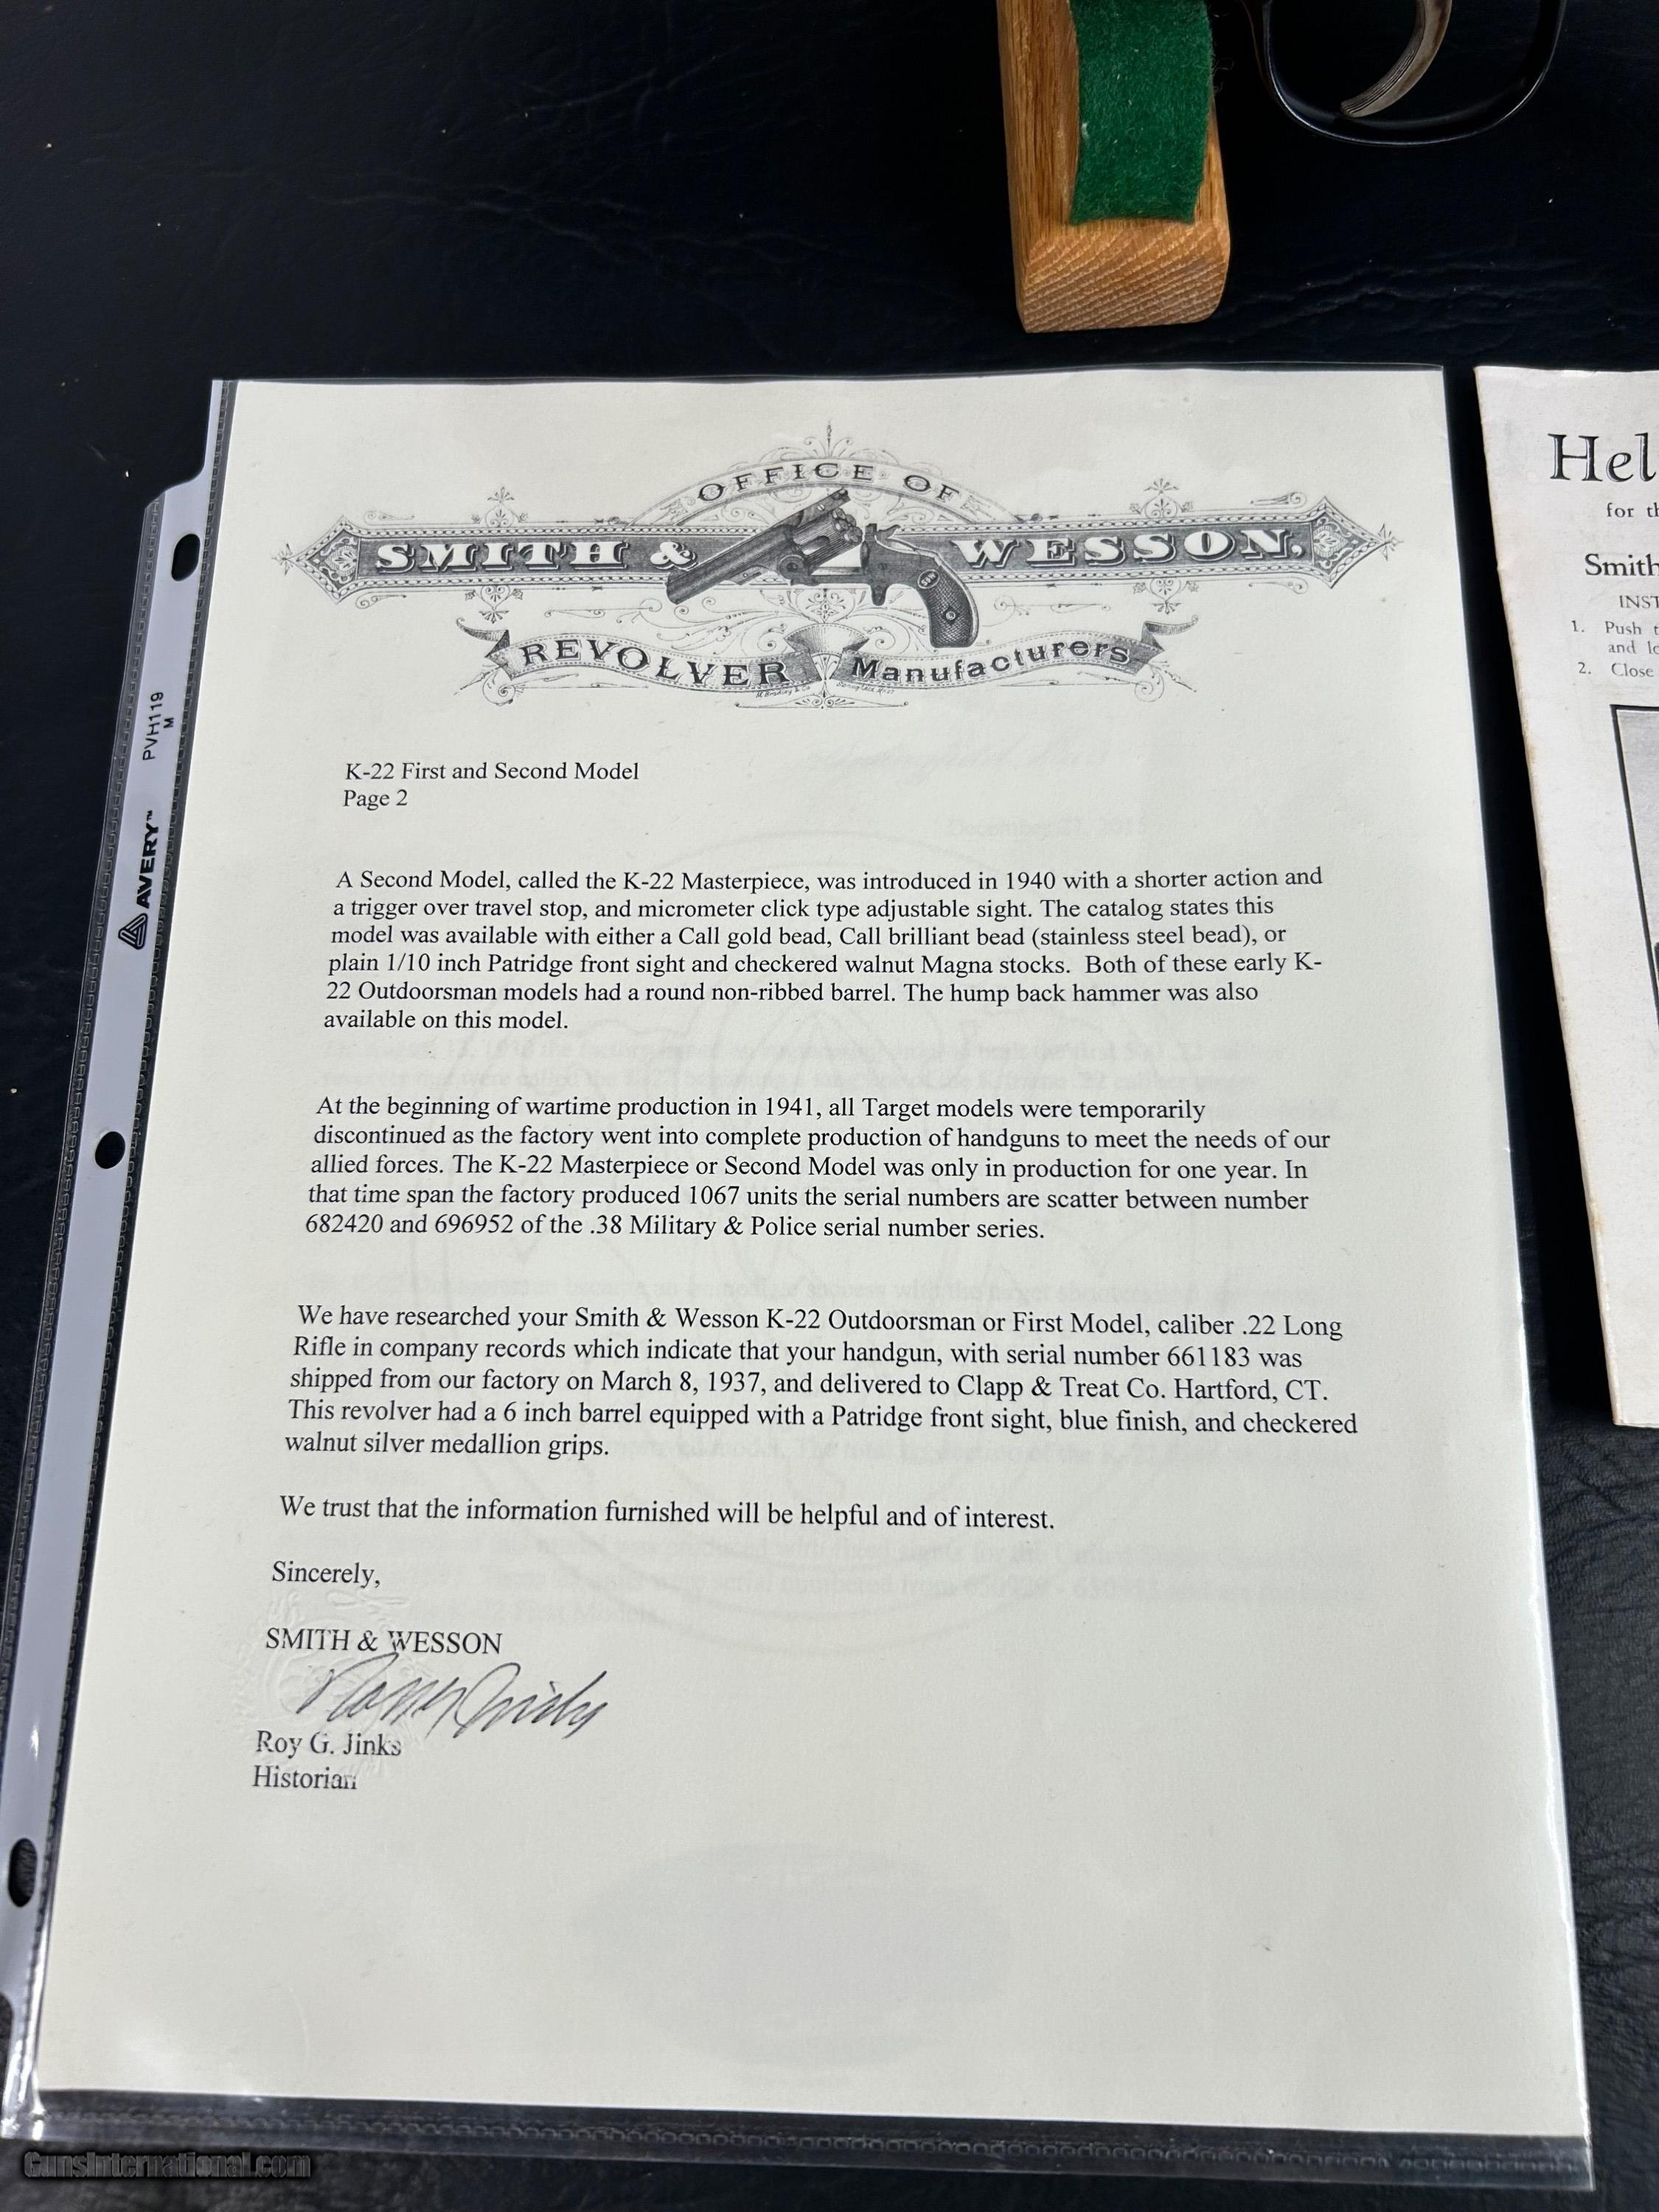 OFFICE OF
SMITH & WESSON.
REVOLVER Manufacturers
K-22 First and Second Model
Page 2
A Second Model, called the K-22 Masterpiece, was introduced in 1940 with a shorter action and
a trigger over travel stop, and micrometer click type adjustable sight. The catalog states this
model was available with either a Call gold bead, Call brilliant bead (stainless steel bead), or
plain 1/10 inch Patridge front sight and checkered walnut Magna stocks. Both of these early K-
22 Outdoorsman models had a round non-ribbed barrel. The hump back hammer was also
available on this model.
At the beginning of wartime production in 1941, all Target models were temporarily
discontinued as the factory went into complete production of handguns to meet the needs of our
allied forces. The K-22 Masterpiece or Second Model was only in production for one year. In
that time span the factory produced 1067 units the serial numbers are scatter between number
682420 and 696952 of the .38 Military & Police serial number series.
We have researched your Smith & Wesson K-22 Outdoorsman or First Model, caliber .22 Long
Rifle in company records which indicate that your handgun, with serial number 661183 was
shipped from our factory on March 8, 1937, and delivered to Clapp & Treat Co. Hartford, CT.
This revolver had a 6 inch barrel equipped with a Patridge front sight, blue finish, and checkered
walnut silver medallion grips.
We trust that the information furnished will be helpful and of interest.
Sincerely,
SMITH & WESSON
Roy G. Jinks
Historian
AVERY™ PVH119
M
Hel
for th
Smith
INST
1. Push t
and lo
2. Close
GunsInternational.com